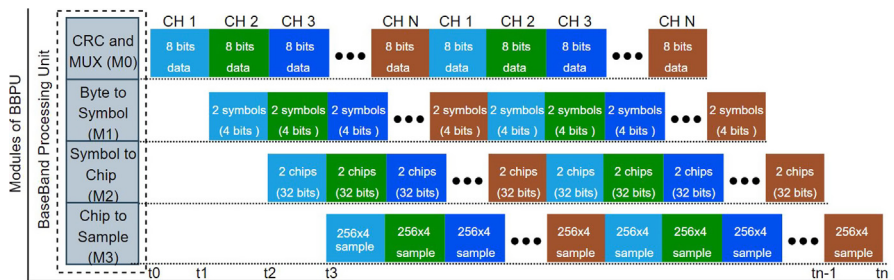 Modules of BBPU
BaseBand Processing Unit
CH 1 CH 2 CH 3 CH N CH 1 CH 2 CH 3 CH N
CRC and
MUX (M0)
8 bits 8 bits 8 bits 8 bits 8 bits 8 bits 8 bits 8 bits
data data data data data data data data
Byte to
Symbol
(M1)
2 symbols 2 symbols 2 symbols 2 symbols 2 symbols 2 symbols 2 symbols 2 symbols
(4 bits ) (4 bits ) (4 bits ) (4 bits ) (4 bits ) (4 bits ) (4 bits ) (4 bits )
Symbol to
Chip
(M2)
2 chips 2 chips 2 chips 2 chips 2 chips 2 chips 2 chips 2 chips
(32 bits) (32 bits) (32 bits) (32 bits) (32 bits) (32 bits) (32 bits) (32 bits)
Chip to
Sample
(M3)
256x4 256x4 256x4 256x4 256x4 256x4 256x4 256x4
sample sample sample sample sample sample sample sample
t0 t1 t2 t3 tn-1 tn